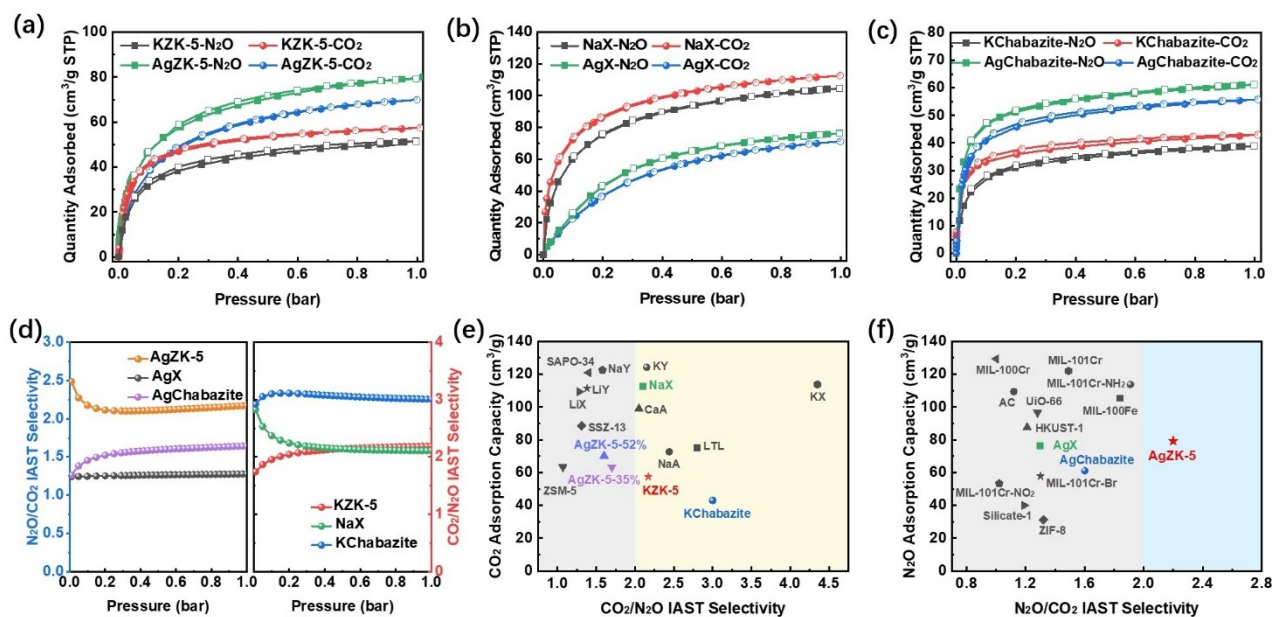 (a)
100
80
60
40
20
0
Quantity Adsorbed (cm³/g STP)
KZK-5-N₂O
KZK-5-CO₂
AgZK-5-N₂O
AgZK-5-CO₂
0.0 0.2 0.4 0.6 0.8 1.0
Pressure (bar)
(b)
140
120
100
80
60
40
20
0
Quantity Adsorbed (cm³/g STP)
NaX-N₂O
NaX-CO₂
AgX-N₂O
AgX-CO₂
0.0 0.2 0.4 0.6 0.8 1.0
Pressure (bar)
(c)
80
70
60
50
40
30
20
10
0
Quantity Adsorbed (cm³/g STP)
KChabazite-N₂O
KChabazite-CO₂
AgChabazite-N₂O
AgChabazite-CO₂
0.0 0.2 0.4 0.6 0.8 1.0
Pressure (bar)
(d)
3.0
2.5
2.0
1.5
1.0
0.5
0.0
N₂O/CO₂ IAST Selectivity
AgZK-5
AgX
AgChabazite
0.0 0.2 0.4 0.6 0.8 1.0
Pressure (bar)
KZK-5
NaX
KChabazite
0.0 0.2 0.4 0.6 0.8 1.0
Pressure (bar)
4
3
2
1
0
CO₂/N₂O IAST Selectivity
(e)
140
120
100
80
60
40
20
0
CO₂ Adsorption Capacity (cm³/g)
SAPO-34
NaY
KY
LiY
NaX
KX
LiX
CaA
SSZ-13
AgZK-5-52%
LTL
NaA
AgZK-5-35%
ZSM-5
KZK-5
KChabazite
1.0 1.5 2.0 2.5 3.0 3.5 4.0 4.5
CO₂/N₂O IAST Selectivity
(f)
140
120
100
80
60
40
20
0
N₂O Adsorption Capacity (cm³/g)
MIL-100Cr
MIL-101Cr
MIL-101Cr-NH₂
AC
UiO-66
MIL-100Fe
HKUST-1
AgX
AgZK-5
AgChabazite
MIL-101Cr-Br
MIL-101Cr-NO₂
Silicate-1
ZIF-8
0.8 1.2 1.6 2.0 2.4 2.8
N₂O/CO₂ IAST Selectivity